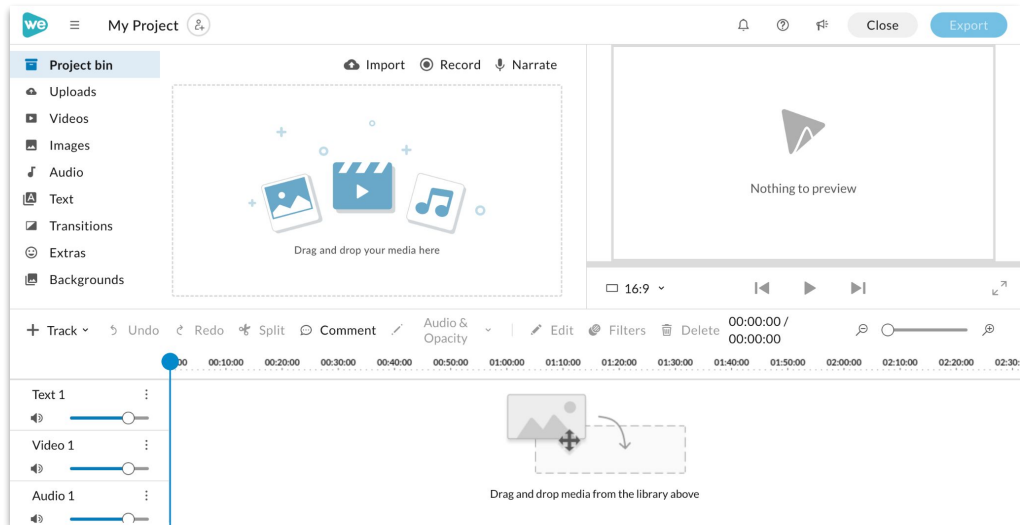 we My Project Close Export
Project bin
Import Record Narrate
Uploads
Videos
Images
Audio
Text
Transitions
Extras
Backgrounds
Drag and drop your media here
Nothing to preview
16:9
Track Undo Redo Split Comment Audio & Opacity Edit Filters Delete 00:00:00 / 00:00:00
:00 00:10:00 00:20:00 00:30:00 00:40:00 00:50:00 01:00:00 01:10:00 01:20:00 01:30:00 01:40:00 01:50:00 02:00:00 02:10:00 02:20:00 02:30:
Text 1
Video 1
Audio 1
Drag and drop media from the library above